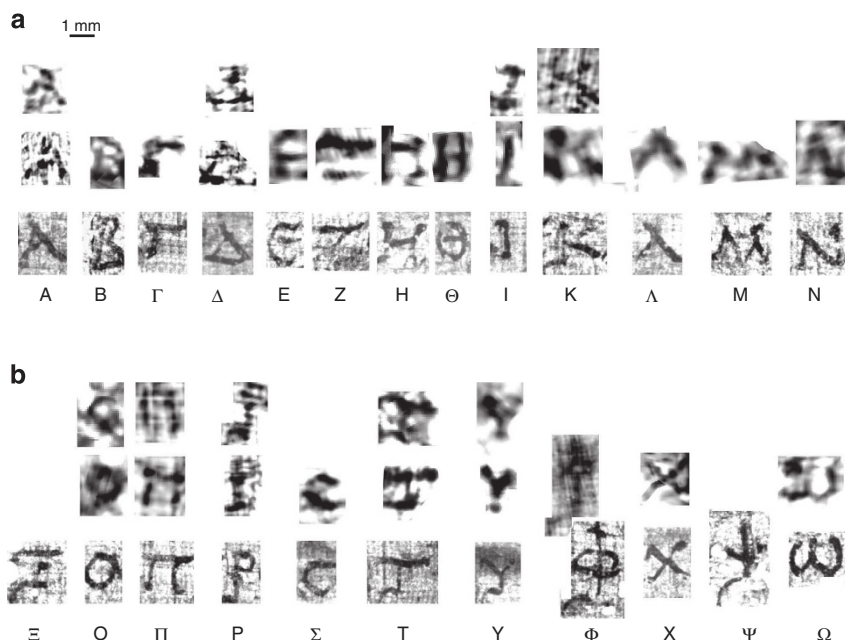 a
1 mm
Α Β Γ Δ Ε Ζ Η Θ Ι Κ Λ Μ Ν
b
Ξ Ο Π Ρ Σ Τ Υ Φ Χ Ψ Ω